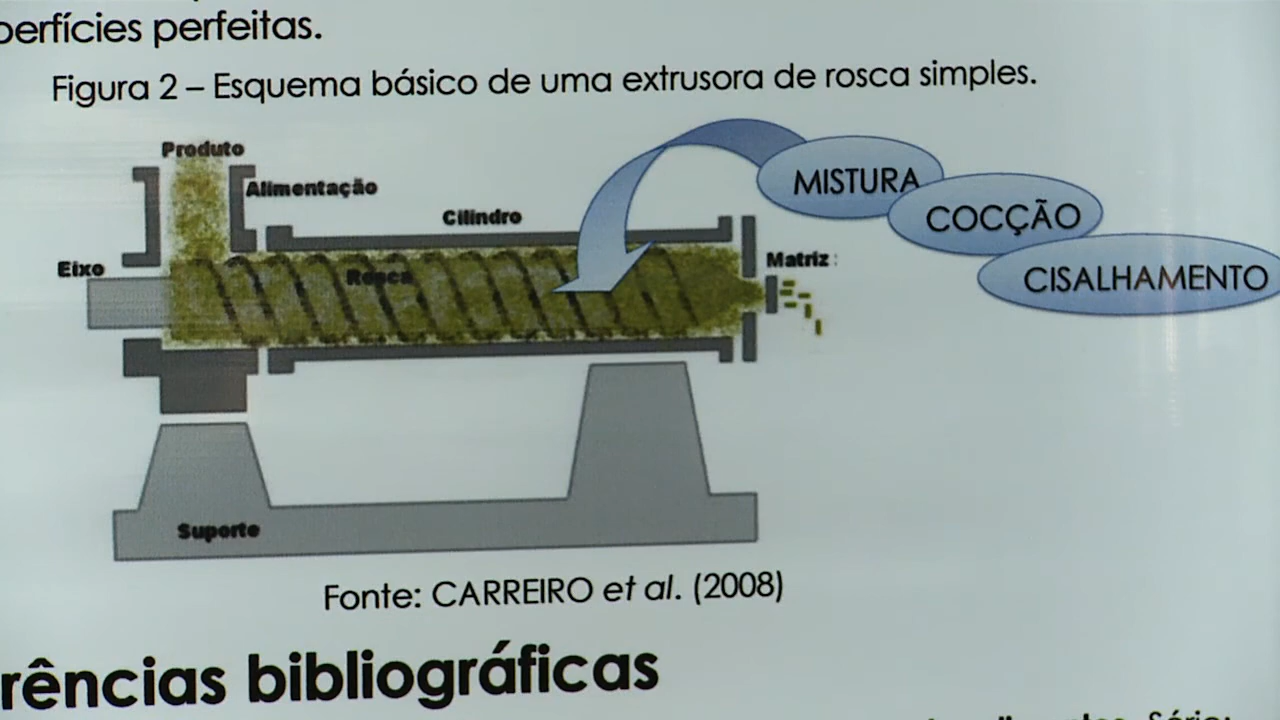 perfícies perfeitas.
Figura 2 – Esquema básico de uma extrusora de rosca simples.
Produto
Alimentação
Cilindro
MISTURA
COCÇÃO
CISALHAMENTO
Eixo
Rosca
Matriz
Suporte
Fonte: CARREIRO et al. (2008)
rências bibliográficas